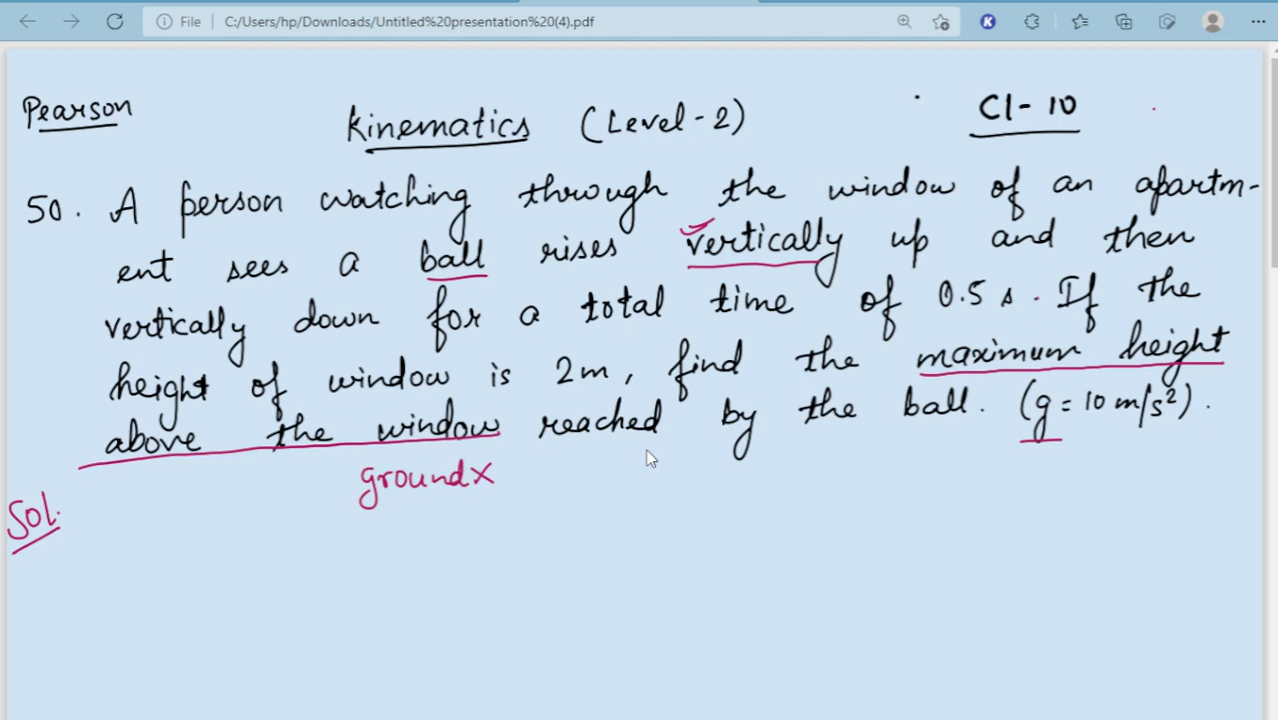 File C:/Users/hp/Downloads/Untitled%20presentation%20(4).pdf
Pearson
Kinematics (Level-2) Cl-10
50. A person watching through the window of an apartm-
ent sees a ball rises vertically up and then
vertically down for a total time of 0.5 s. If the
height of window is 2m, find the maximum height
above the window reached by the ball. (g = 10 m/s²).
groundX
Sol.